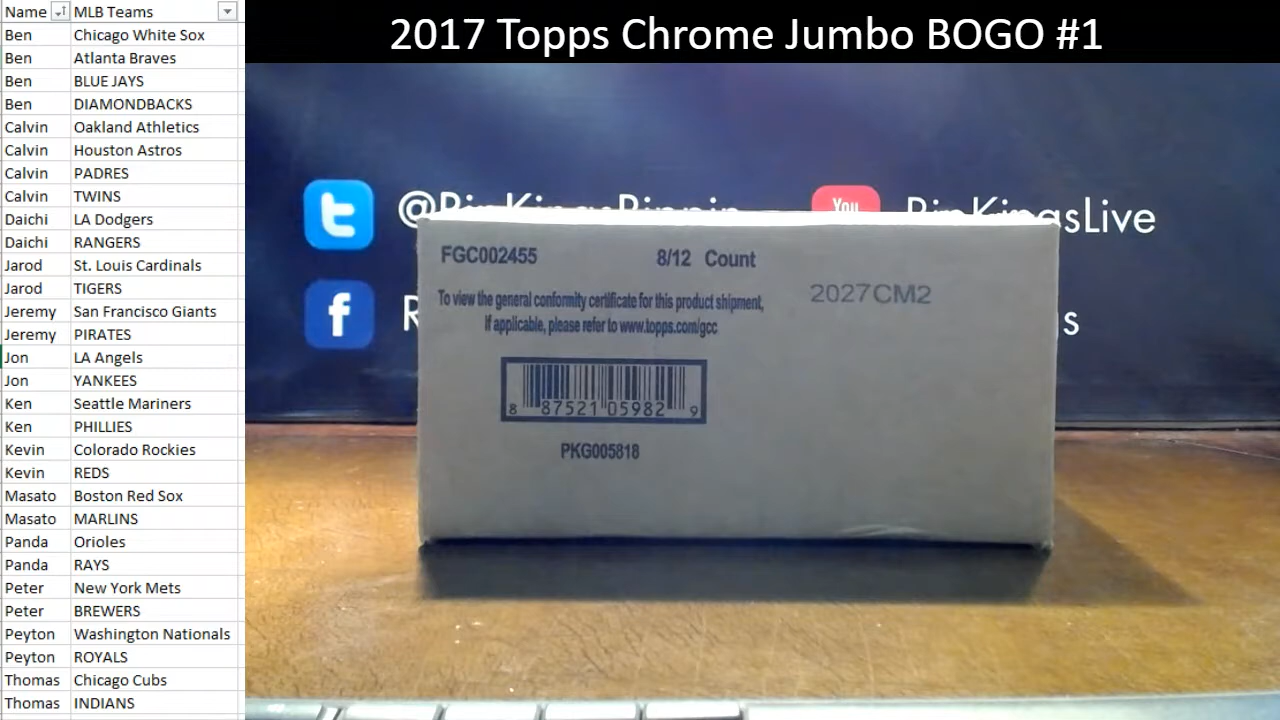 Name MLB Teams
Ben Chicago White Sox
Ben Atlanta Braves
Ben BLUE JAYS
Ben DIAMONDBACKS
Calvin Oakland Athletics
Calvin Houston Astros
Calvin PADRES
Calvin TWINS
Daichi LA Dodgers
Daichi RANGERS
Jarod St. Louis Cardinals
Jarod TIGERS
Jeremy San Francisco Giants
Jeremy PIRATES
Jon LA Angels
Jon YANKEES
Ken Seattle Mariners
Ken PHILLIES
Kevin Colorado Rockies
Kevin REDS
Masato Boston Red Sox
Masato MARLINS
Panda Orioles
Panda RAYS
Peter New York Mets
Peter BREWERS
Peyton Washington Nationals
Peyton ROYALS
Thomas Chicago Cubs
Thomas INDIANS
2017 Topps Chrome Jumbo BOGO #1
@RipKingsRippin
You RipKingsLive
FGC002455 8/12 Count
2027CM2
To view the general conformity certificate for this product shipment,
If applicable, please refer to www.topps.com/gcc
8 87521 05982 9
PKG005818